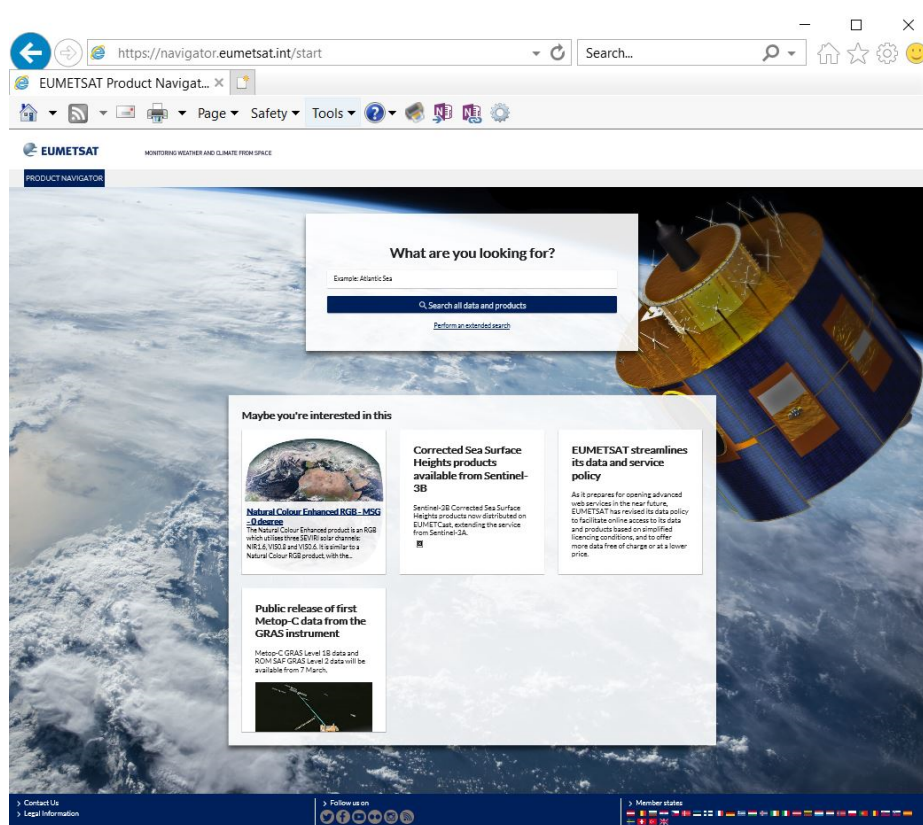 https://navigator.eumetsat.int/start
Search...
EUMETSAT Product Navigat...
Page
Safety
Tools
EUMETSAT
MONITORING WEATHER AND CLIMATE FROM SPACE
PRODUCT NAVIGATOR
What are you looking for?
Example: Atlantic Sea
Search all data and products
Perform an extended search
Maybe you're interested in this
Natural Colour Enhanced RGB - MSG
- 0 degree
The Natural Colour Enhanced product is an RGB
which utilises three SEVIRI solar channels:
NIR1.6, VIS0.8 and VIS0.6. It is similar to a
Natural Colour RGB product, with the...
Corrected Sea Surface
Heights products
available from Sentinel-
3B
Sentinel-3B Corrected Sea Surface
Heights products now distributed on
EUMETCast, extending the service
from Sentinel-3A.
EUMETSAT streamlines
its data and service
policy
As it prepares for opening advanced
web services in the near future,
EUMETSAT has revised its data policy
to facilitate online access to its data
and products based on simplified
licencing conditions, and to offer
more data free of charge or at a lower
price.
Public release of first
Metop-C data from the
GRAS instrument
Metop-C GRAS Level 1B data and
ROM SAF GRAS Level 2 data will be
available from 7 March.
> Contact Us
> Legal Information
> Follow us on
> Member states